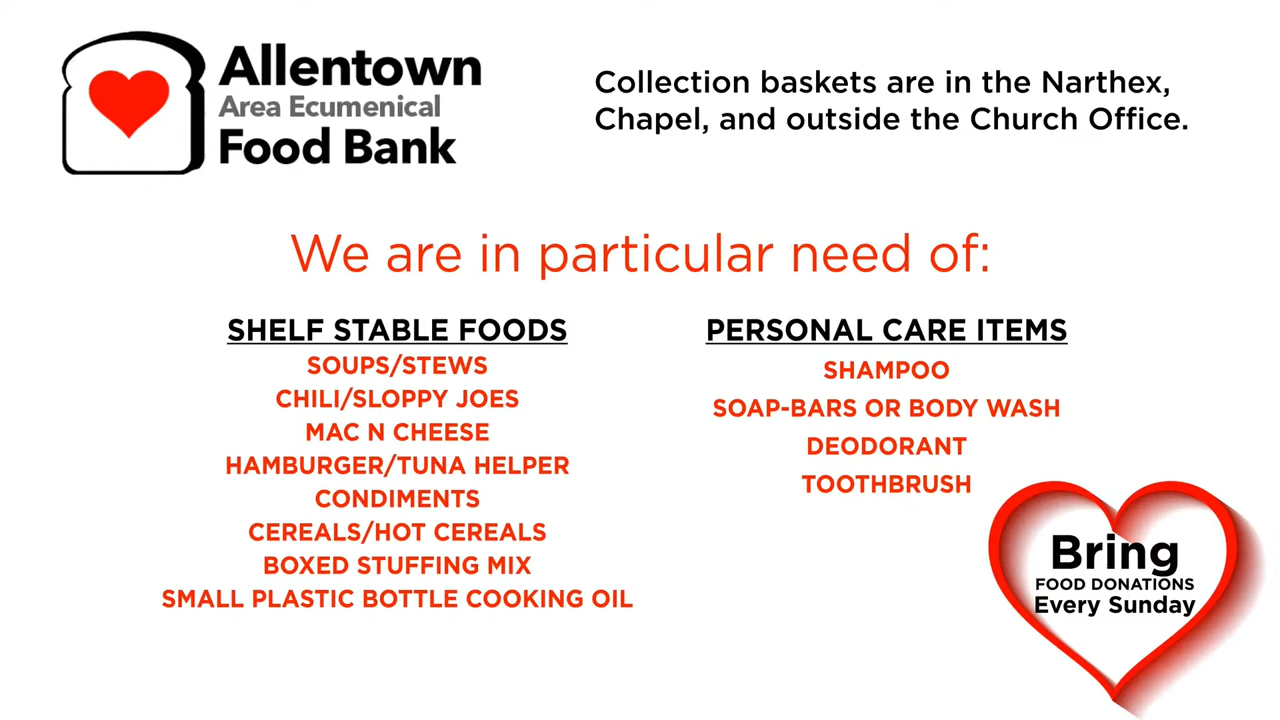 Allentown
Area Ecumenical
Food Bank
Collection baskets are in the Narthex,
Chapel, and outside the Church Office.
We are in particular need of:
SHELF STABLE FOODS
SOUPS/STEWS
CHILI/SLOPPY JOES
MAC N CHEESE
HAMBURGER/TUNA HELPER
CONDIMENTS
CEREALS/HOT CEREALS
BOXED STUFFING MIX
SMALL PLASTIC BOTTLE COOKING OIL
PERSONAL CARE ITEMS
SHAMPOO
SOAP-BARS OR BODY WASH
DEODORANT
TOOTHBRUSH
Bring
FOOD DONATIONS
Every Sunday